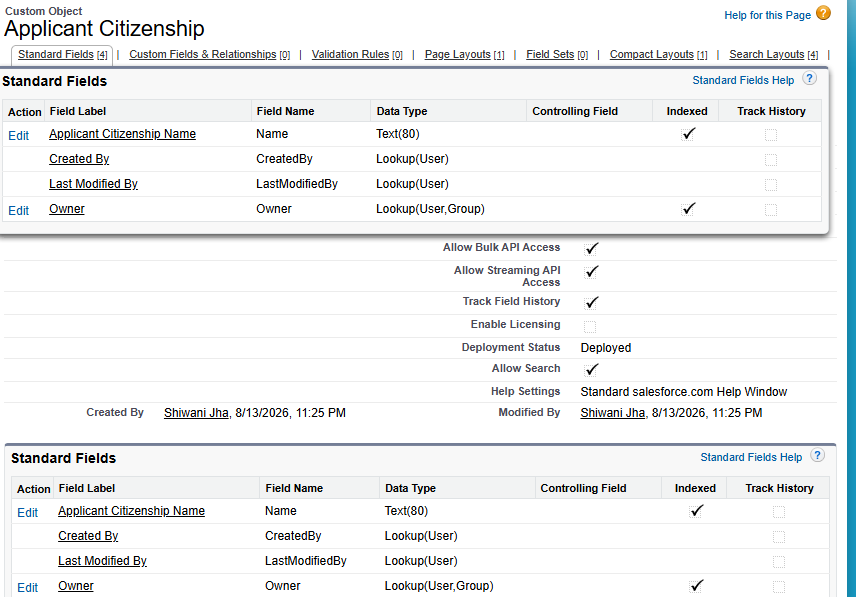 Custom Object
Applicant Citizenship
Help for this Page ?
Standard Fields [4] | Custom Fields & Relationships [0] | Validation Rules [0] | Page Layouts [1] | Field Sets [0] | Compact Layouts [1] | Search Layouts [4] |
Standard Fields
Standard Fields Help ?
Action Field Label Field Name Data Type Controlling Field Indexed Track History
Edit Applicant Citizenship Name Name Text(80)
Created By CreatedBy Lookup(User)
Last Modified By LastModifiedBy Lookup(User)
Edit Owner Owner Lookup(User,Group)
Allow Bulk API Access
Allow Streaming API
Access
Track Field History
Enable Licensing
Deployment Status Deployed
Allow Search
Help Settings Standard salesforce.com Help Window
Created By Shiwani Jha, 8/13/2026, 11:25 PM Modified By Shiwani Jha, 8/13/2026, 11:25 PM
Standard Fields
Standard Fields Help ?
Action Field Label Field Name Data Type Controlling Field Indexed Track History
Edit Applicant Citizenship Name Name Text(80)
Created By CreatedBy Lookup(User)
Last Modified By LastModifiedBy Lookup(User)
Edit Owner Owner Lookup(User,Group)